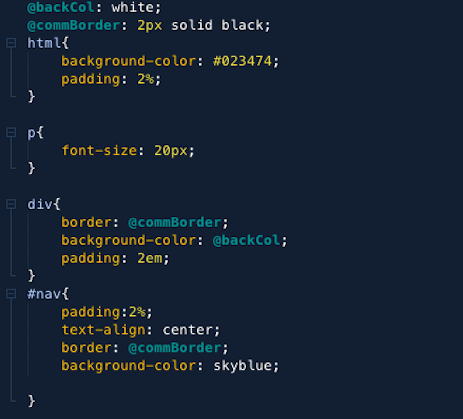 @backCol: white;
@commBorder: 2px solid black;
html{
background-color: #023474;
padding: 2%;
}
p{
font-size: 20px;
}
div{
border: @commBorder;
background-color: @backCol;
padding: 2em;
}
#nav{
padding:2%;
text-align: center;
border: @commBorder;
background-color: skyblue;
}